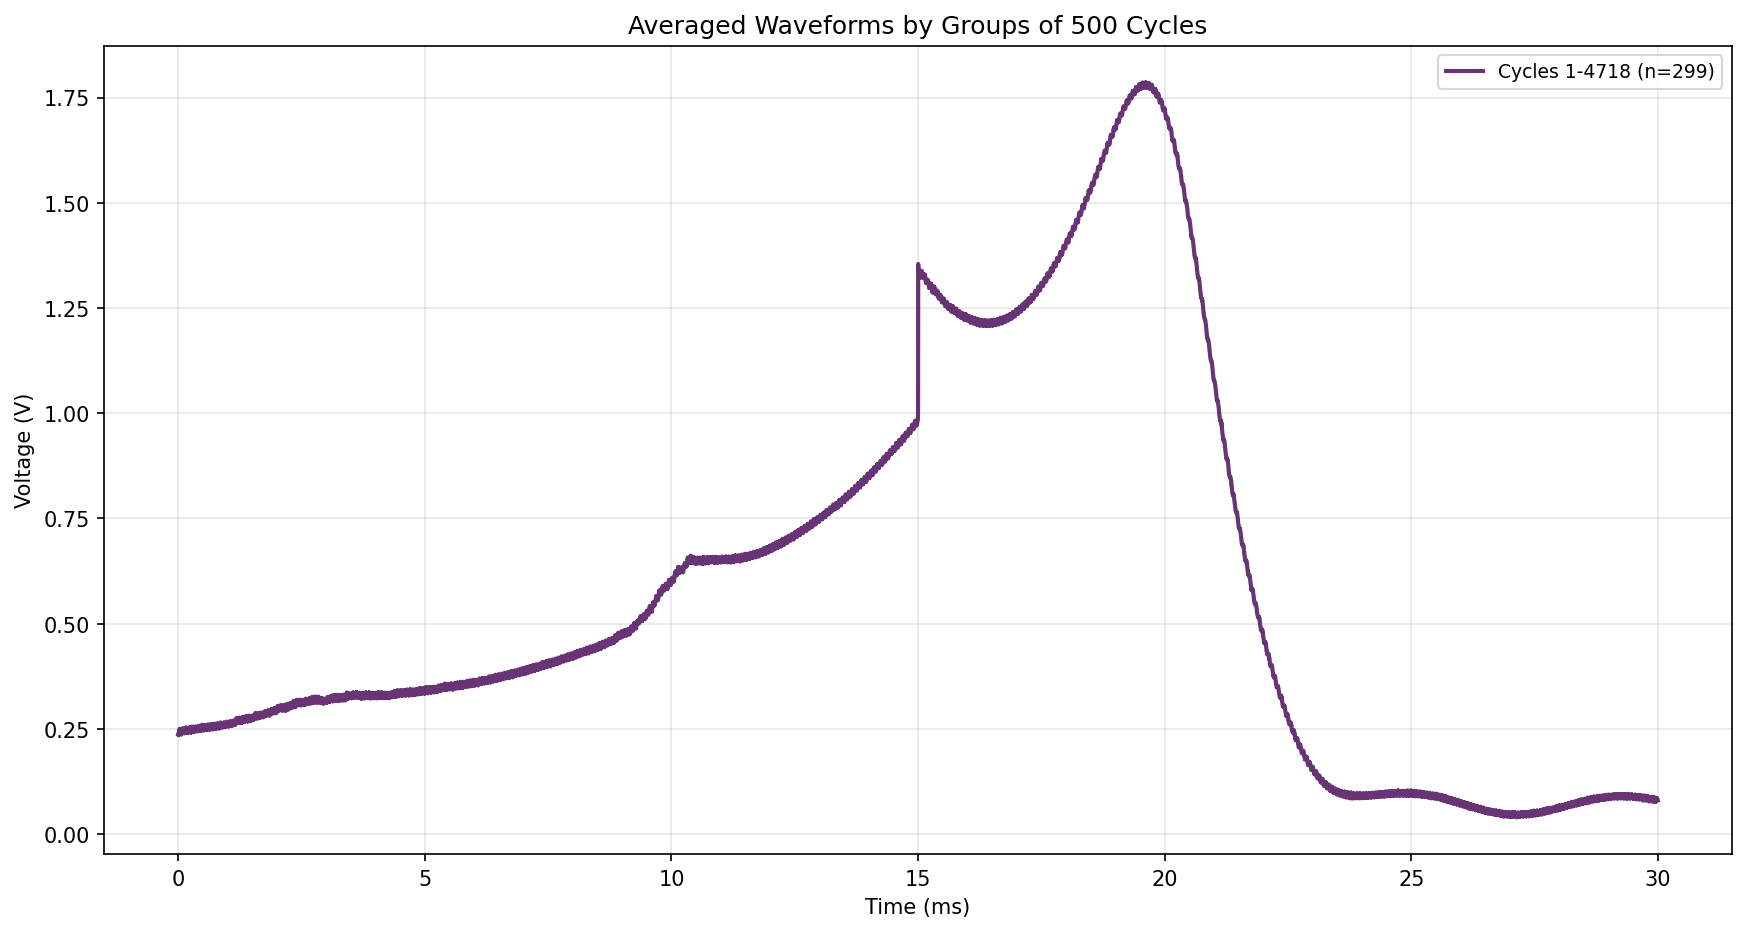 Averaged Waveforms by Groups of 500 Cycles
Cycles 1-4718 (n=299)
Voltage (V)
1.75
1.50
1.25
1.00
0.75
0.50
0.25
0.00
0 5 10 15 20 25 30
Time (ms)